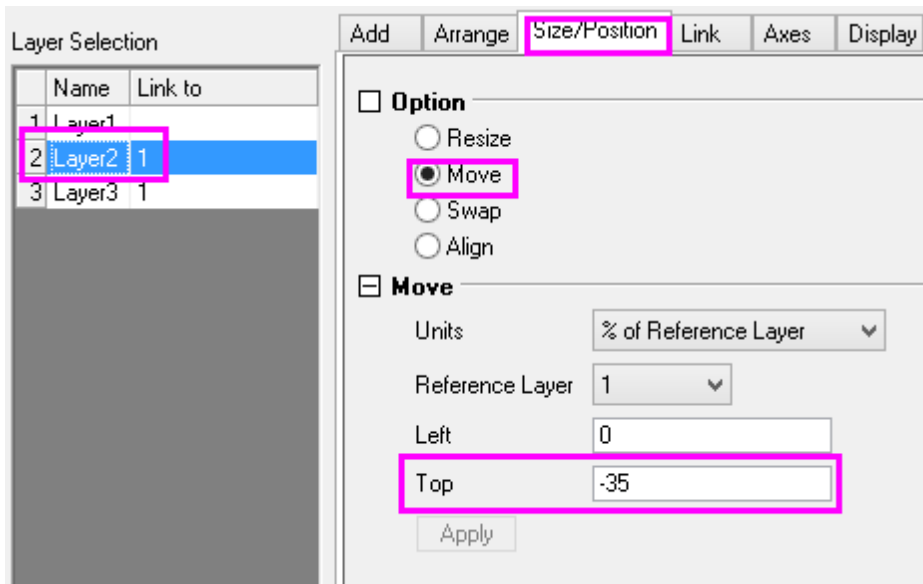 Layer Selection
Name Link to
1 Layer1
2 Layer2 1
3 Layer3 1
Add Arrange Size/Position Link Axes Display
Option
Resize
Move
Swap
Align
Move
Units % of Reference Layer
Reference Layer 1
Left 0
Top -35
Apply